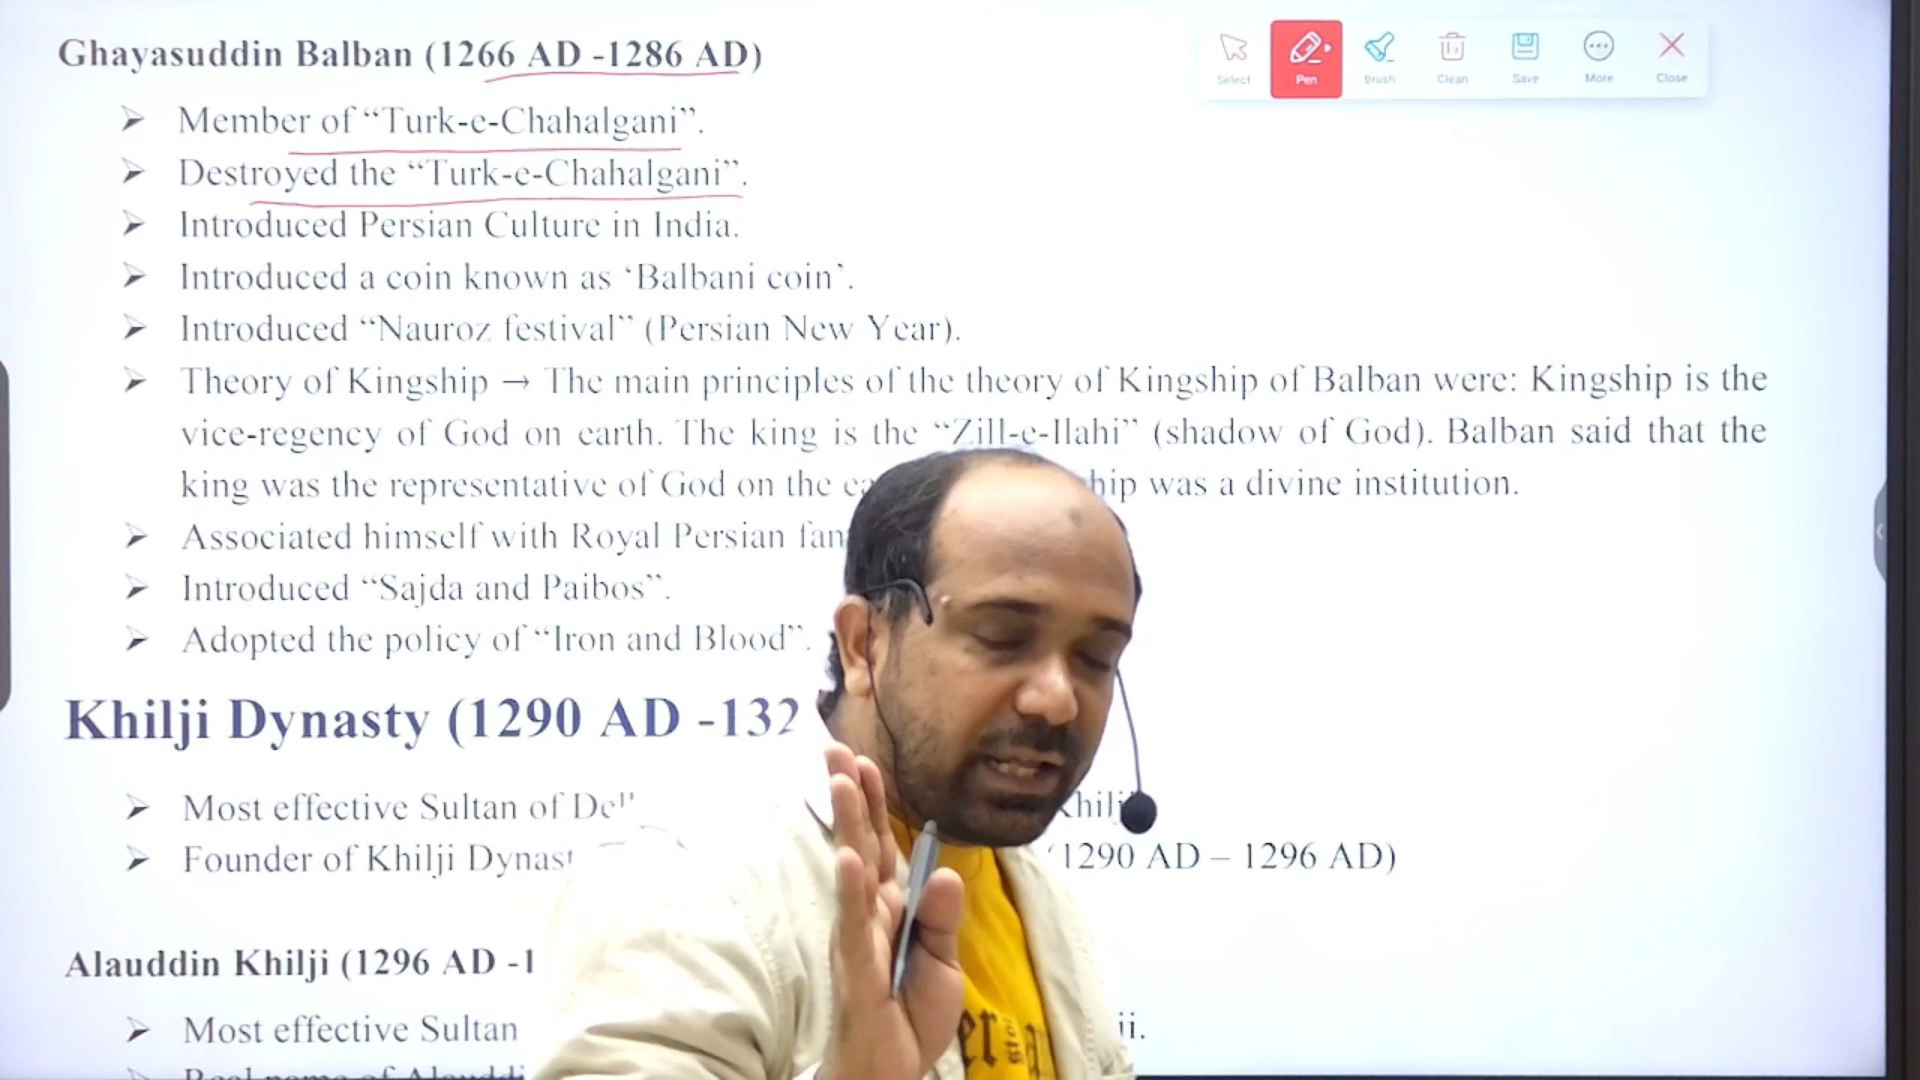 Ghayasuddin Balban (1266 AD -1286 AD)
Select Pen Brush Clean Save More Close
Member of “Turk-e-Chahalgani”.
Destroyed the “Turk-e-Chahalgani”.
Introduced Persian Culture in India.
Introduced a coin known as ‘Balbani coin’.
Introduced “Nauroz festival” (Persian New Year).
Theory of Kingship → The main principles of the theory of Kingship of Balban were: Kingship is the
vice-regency of God on earth. The king is the “Zill-e-Ilahi” (shadow of God). Balban said that the
king was the representative of God on the was a divine institution.
Associated himself with Royal Persian
Introduced “Sajda and Paibos”.
Adopted the policy of “Iron and Blood”.
Khilji Dynasty (1290 AD -132
Most effective Sultan of
Founder of Khilji (1290 AD – 1296 AD)
Alauddin Khilji (1296 AD -1
Most effective Sultan